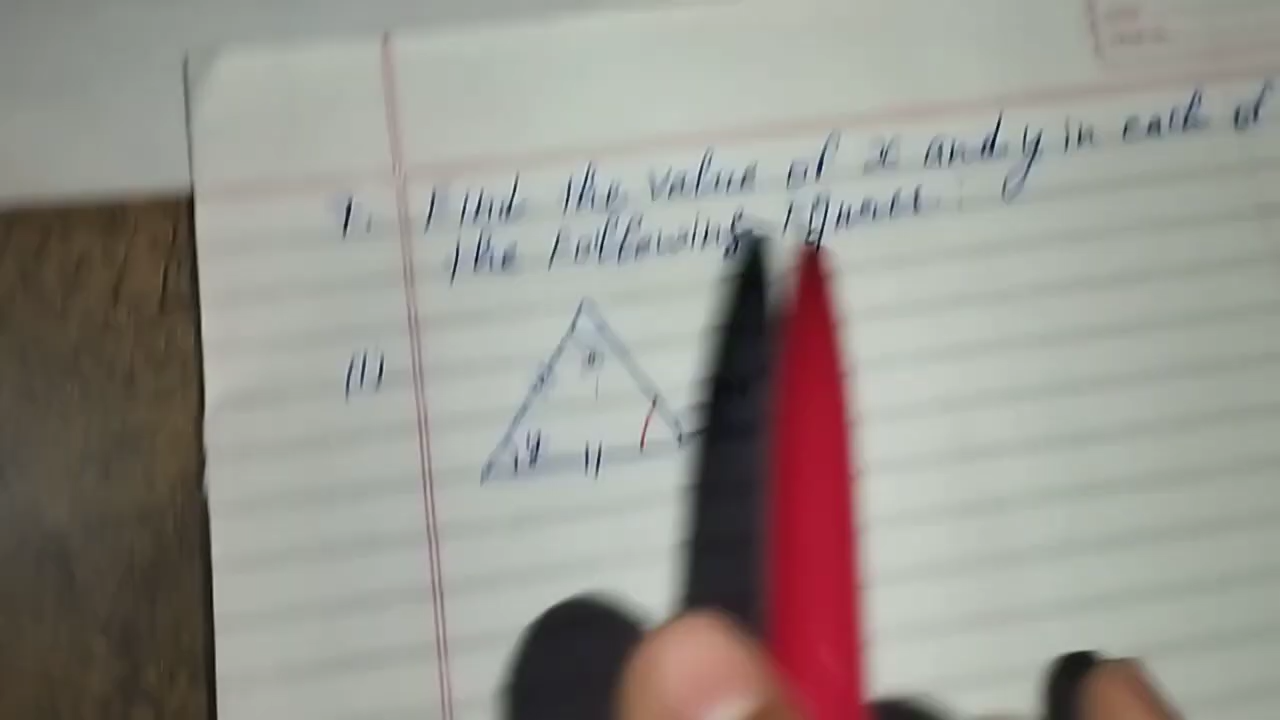 1. Find the value of x and y in each of
the following figures.
(i)
y